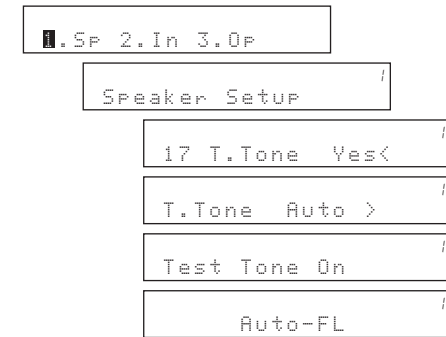 1.Sp 2.In 3.Op
Speaker Setup
17 T.Tone Yes<
T.Tone Auto >
Test Tone On
Auto-FL